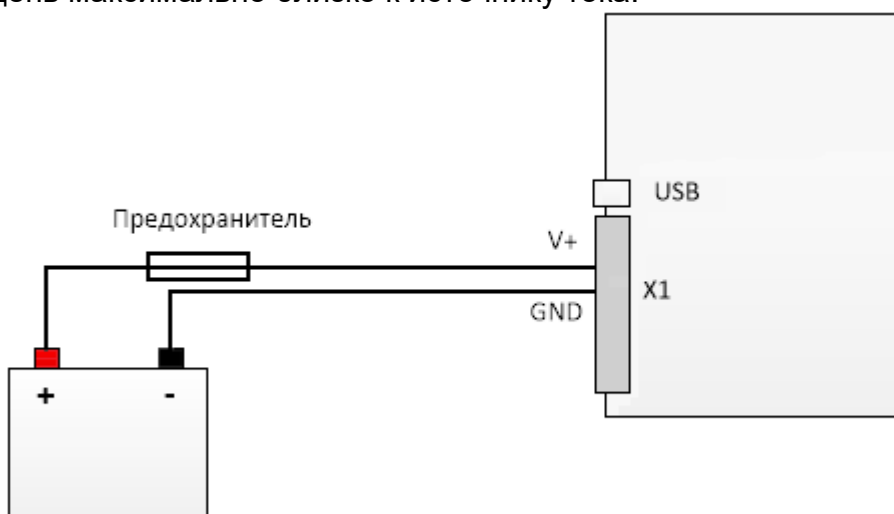 Предохранитель
USB
V+
X1
GND
+
-